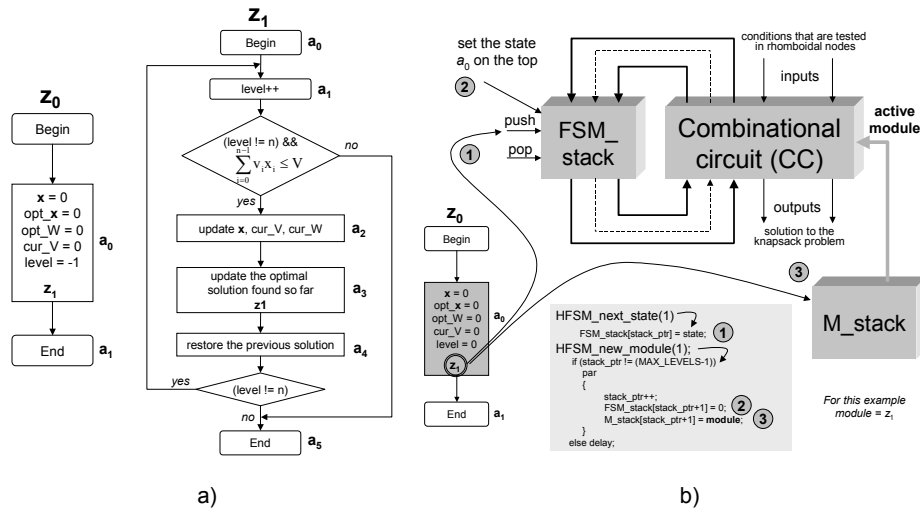 z0
Begin
x = 0
opt_x = 0
opt_W = 0
cur_V = 0
level = -1
z1
a0
End
a1
z1
Begin
a0
level++
a1
(level != n) &&
n-1
∑ vixi ≤ V
i=0
no
yes
update x, cur_V, cur_W
a2
update the optimal
solution found so far
z1
a3
restore the previous solution
a4
yes
(level != n)
no
End
a5
a)
set the state
a0 on the top
2
push
1
pop
FSM_
stack
conditions that are tested
in rhomboidal nodes
inputs
Combinational
circuit (CC)
active
module
outputs
solution to the
knapsack problem
3
M_stack
z0
Begin
x = 0
opt_x = 0
opt_W = 0
cur_V = 0
level = 0
z1
a0
End
a1
HFSM_next_state(1)
FSM_stack[stack_ptr] = state;
1
HFSM_new_module(1);
if (stack_ptr != (MAX_LEVELS-1))
par
{
stack_ptr++;
FSM_stack[stack_ptr+1] = 0;
2
M_stack[stack_ptr+1] = module;
3
}
else delay;
For this example
module = z1
b)